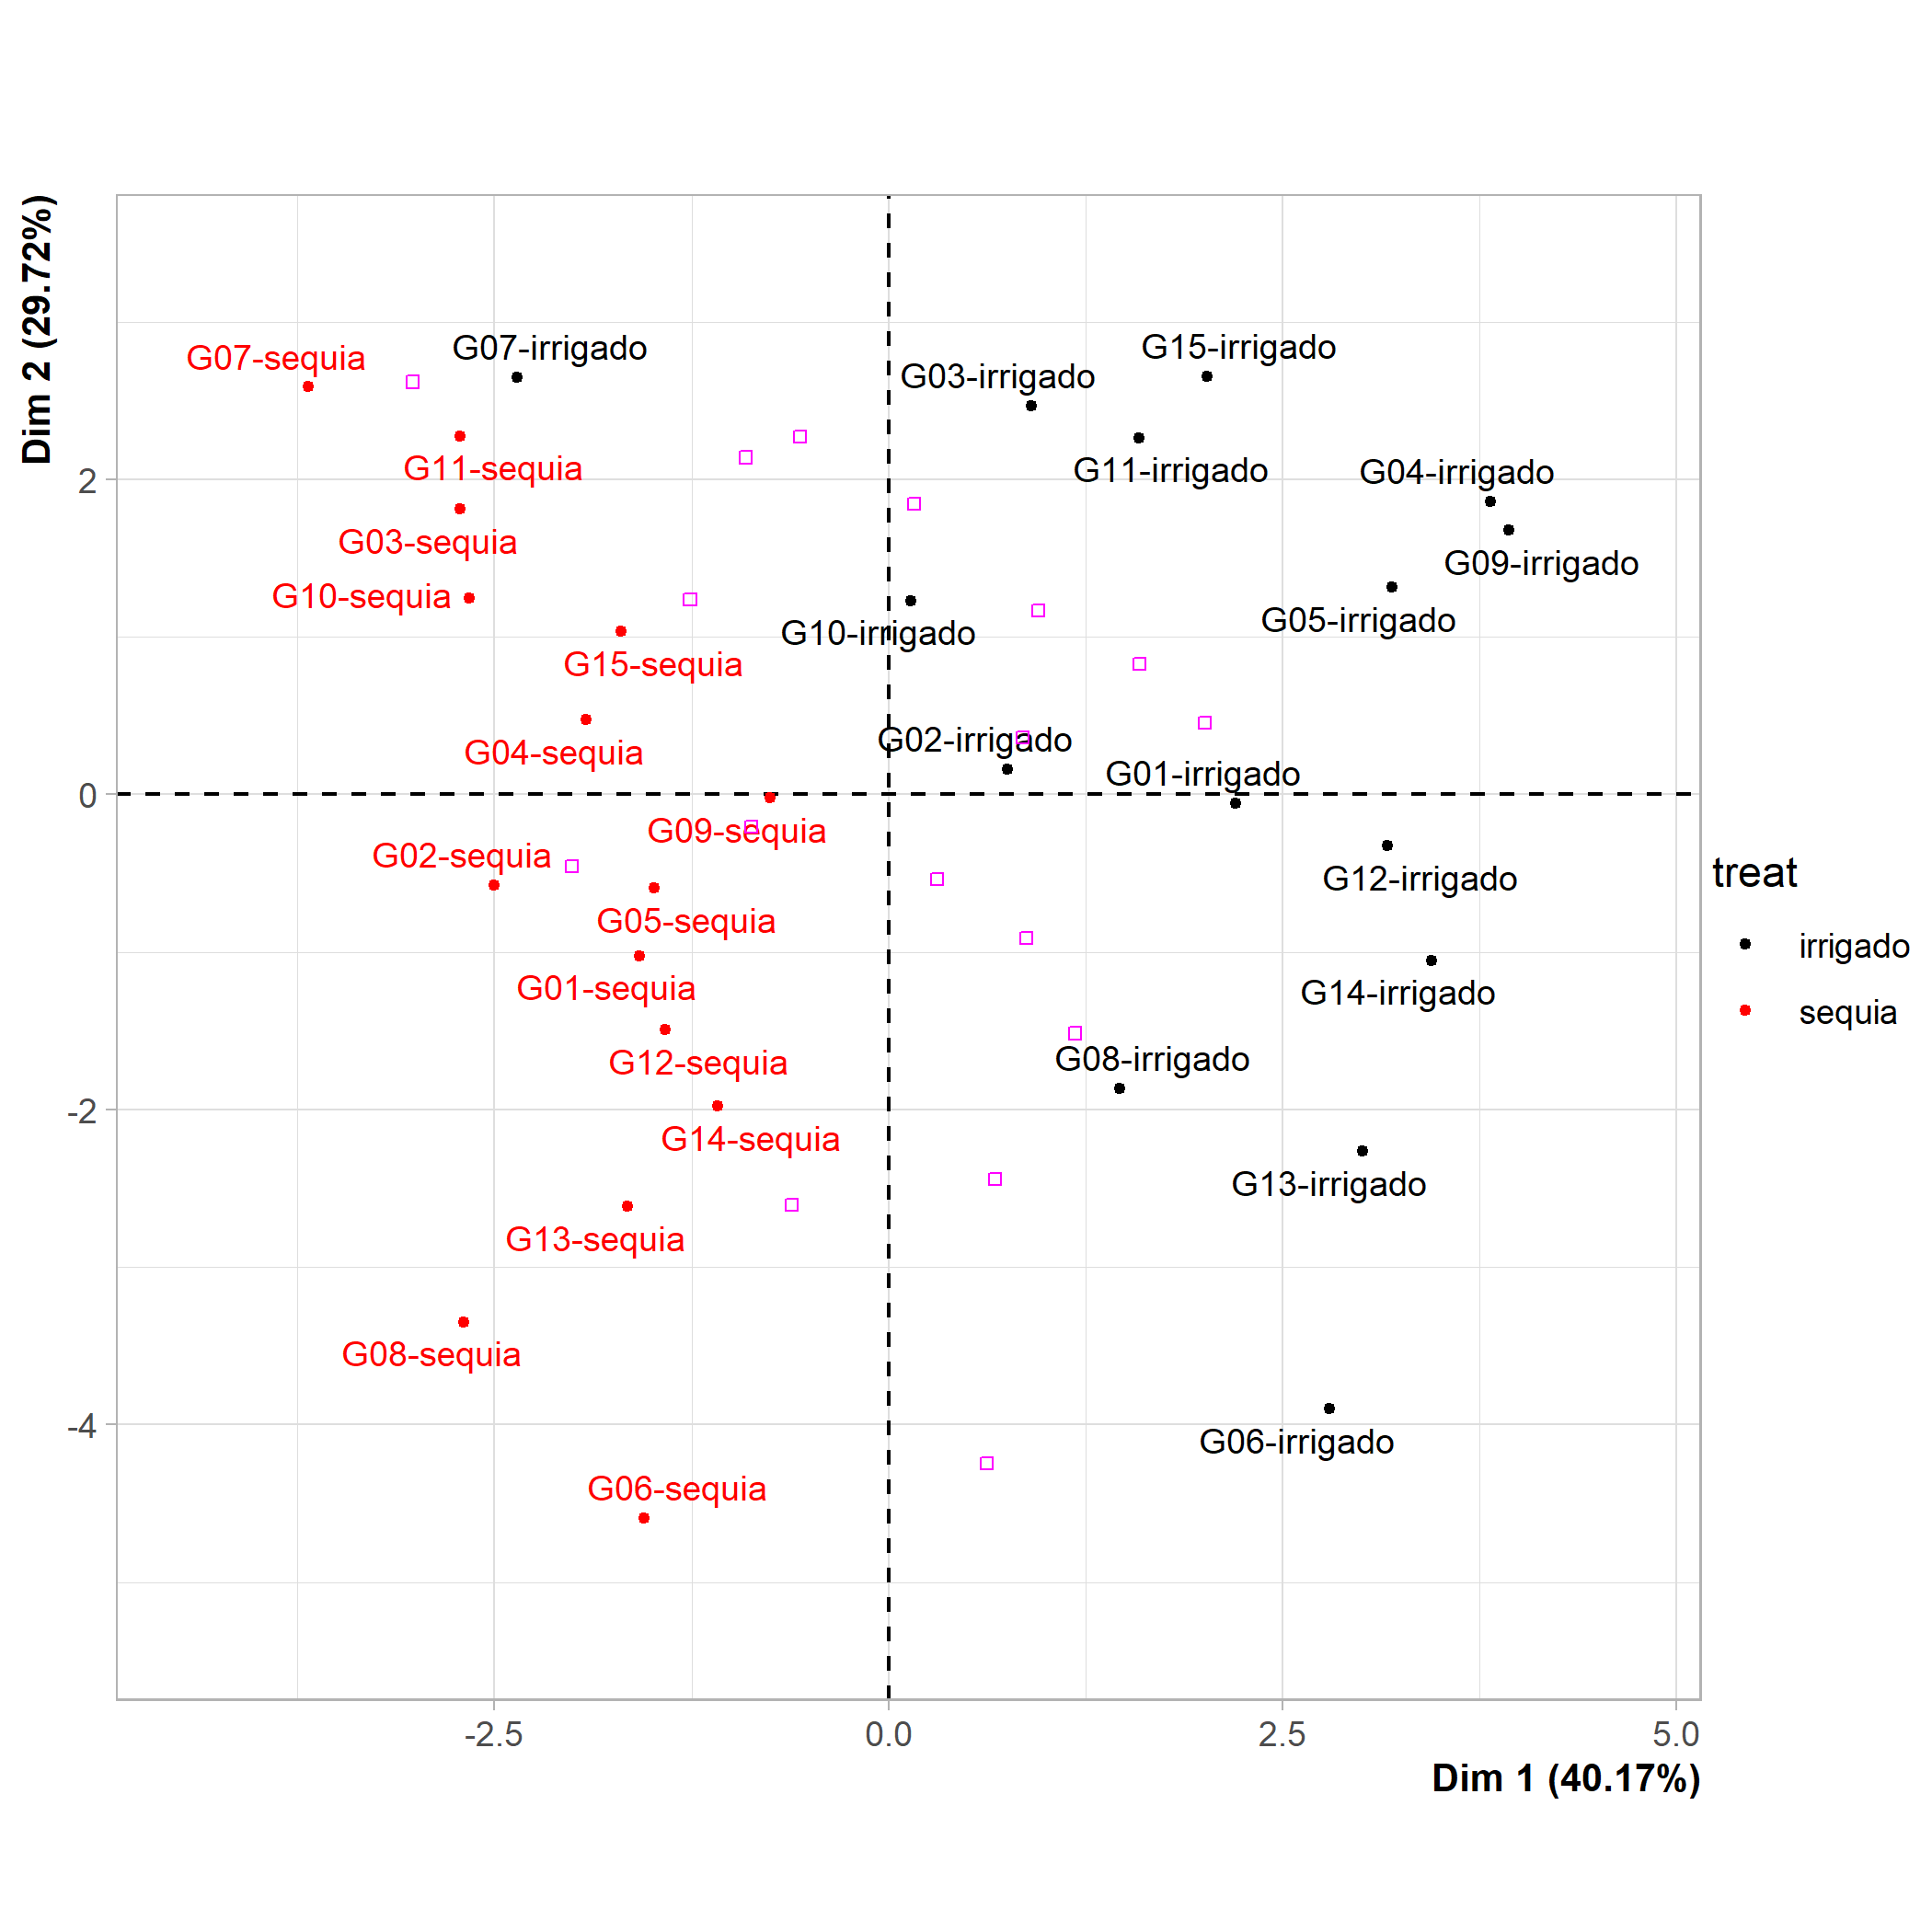 Dim 2 (29.72%)
G07-sequia
G07-irrigado
G15-irrigado
G03-irrigado
G11-sequia
G11-irrigado
G04-irrigado
2
G03-sequia
G09-irrigado
G10-sequia
G05-irrigado
G10-irrigado
G15-sequia
G04-sequia
G02-irrigado
G01-irrigado
0
G09-sequia
G02-sequia
G12-irrigado
treat
G05-sequia
irrigado
G01-sequia
G14-irrigado
sequia
G12-sequia
G08-irrigado
-2
G14-sequia
G13-irrigado
G13-sequia
G08-sequia
-4
G06-irrigado
G06-sequia
-2.5
0.0
2.5
5.0
Dim 1 (40.17%)